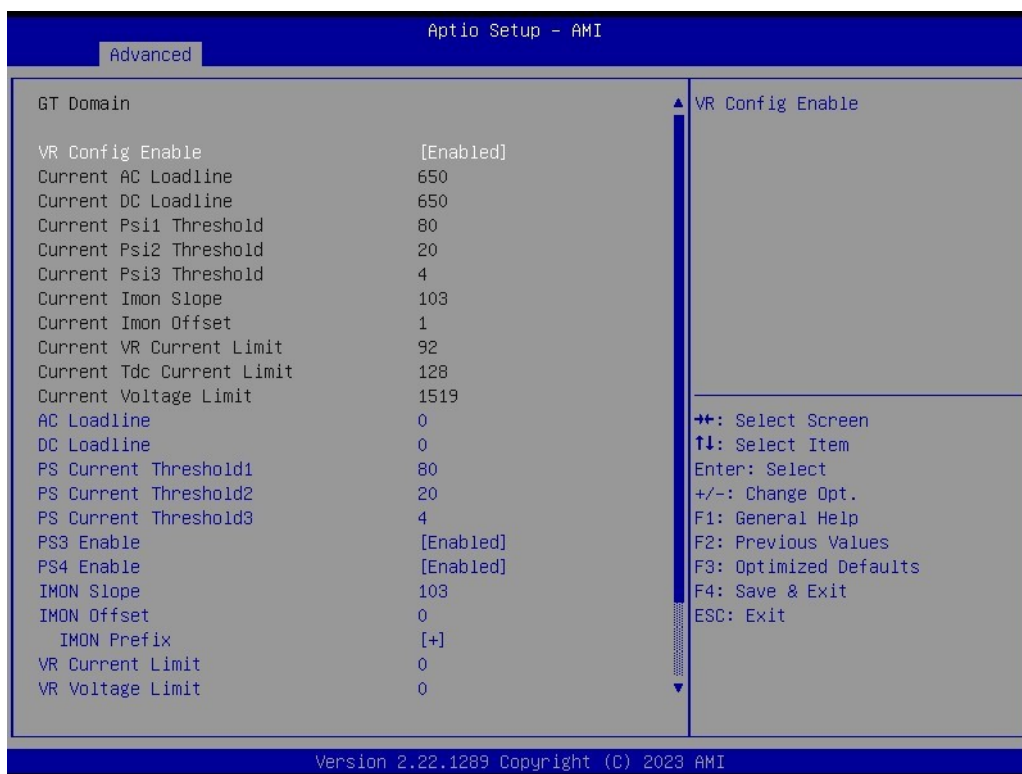 Aptio Setup - AMI
Advanced
GT Domain
VR Config Enable [Enabled]
Current AC Loadline 650
Current DC Loadline 650
Current Psi1 Threshold 80
Current Psi2 Threshold 20
Current Psi3 Threshold 4
Current Imon Slope 103
Current Imon Offset 1
Current VR Current Limit 92
Current Tdc Current Limit 128
Current Voltage Limit 1519
AC Loadline 0
DC Loadline 0
PS Current Threshold1 80
PS Current Threshold2 20
PS Current Threshold3 4
PS3 Enable [Enabled]
PS4 Enable [Enabled]
IMON Slope 103
IMON Offset 0
IMON Prefix [+]
VR Current Limit 0
VR Voltage Limit 0
VR Config Enable
→←: Select Screen
↑↓: Select Item
Enter: Select
+/-: Change Opt.
F1: General Help
F2: Previous Values
F3: Optimized Defaults
F4: Save & Exit
ESC: Exit
Version 2.22.1289 Copyright (C) 2023 AMI